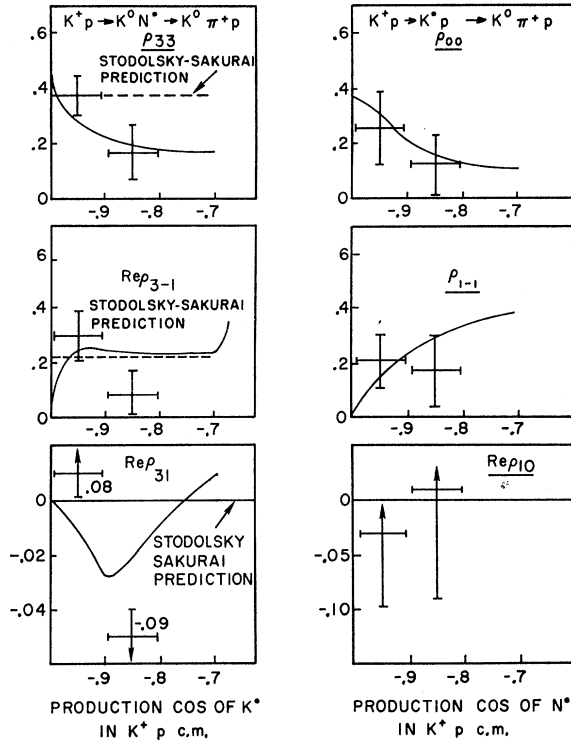 K⁺p → K⁰N* → K⁰ π⁺p
ρ33
STODOLSKY-SAKURAI
PREDICTION
.6
.4
.2
0
-.9 -.8 -.7
K⁺p → K*p → K⁰π⁺p
ρ00
.6
.4
.2
0
-.9 -.8 -.7
Reρ3-1
STODOLSKY-SAKURAI
PREDICTION
6
.4
.2
0
-.9 -.8 -.7
ρ1-1
6
.4
.2
0
-.9 -.8 -.7
Reρ31
.08
STODOLSKY
SAKURAI
PREDICTION
-.09
0
-.02
-.04
-.9 -.8 -.7
PRODUCTION COS OF K*
IN K⁺ p c.m.
Reρ10
0
-.05
-.10
-.9 -.8 -.7
PRODUCTION COS OF N*
IN K⁺ p c.m.